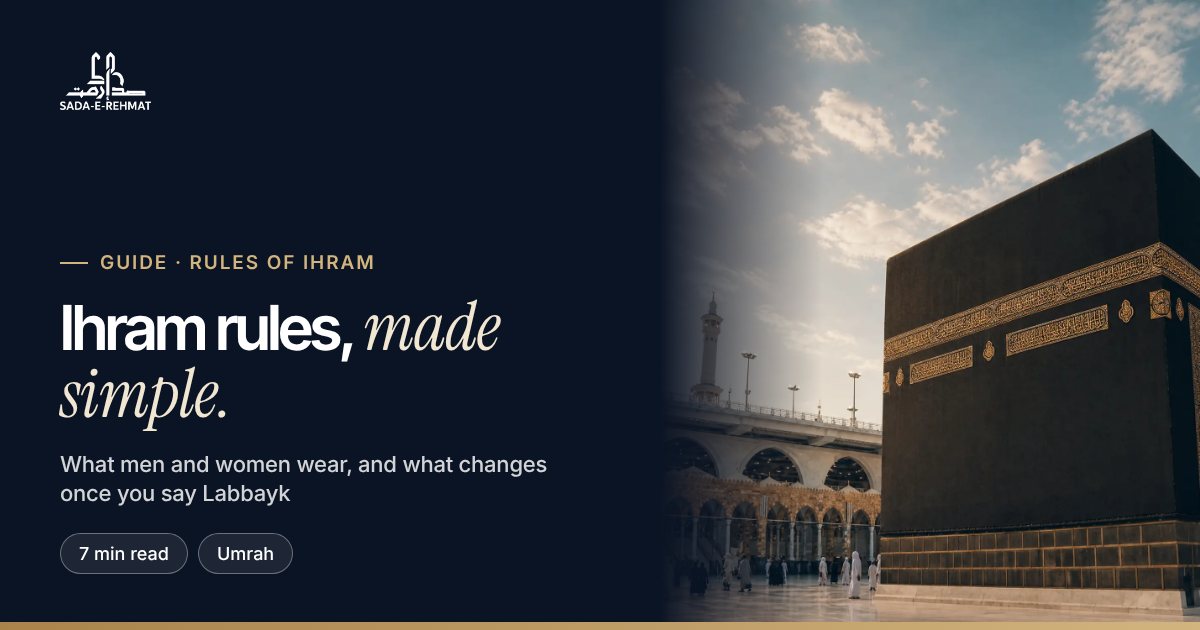 صدارحمت
SADA-E-REHMAT
GUIDE · RULES OF IHRAM
Ihram rules, made
simple.
What men and women wear, and what changes
once you say Labbayk
7 min read
Umrah